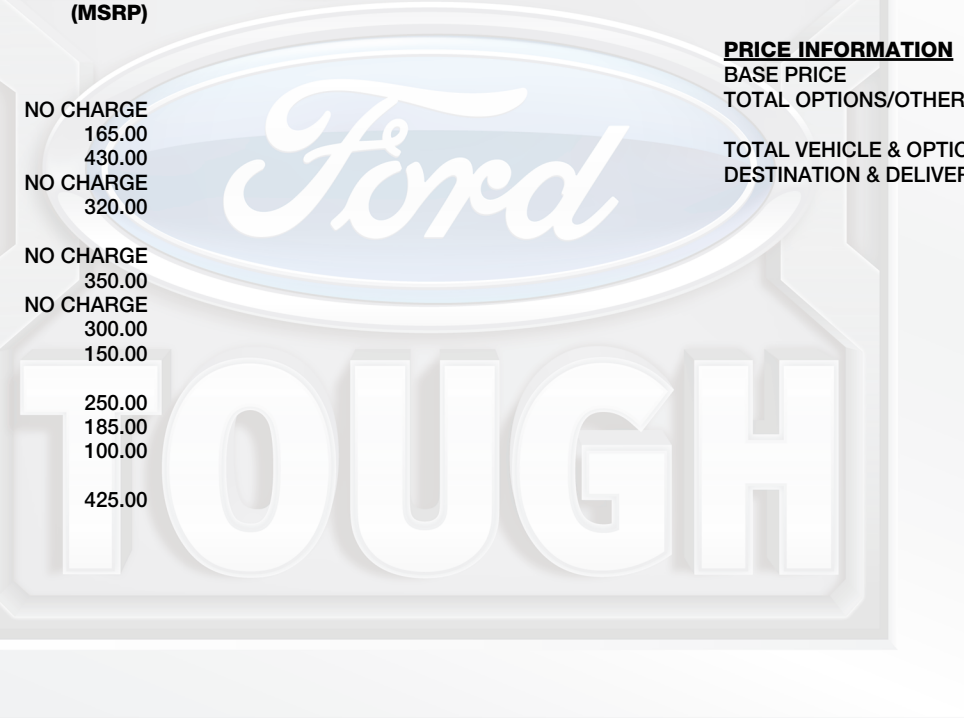 (MSRP)
NO CHARGE
165.00
430.00
NO CHARGE
320.00
NO CHARGE
350.00
NO CHARGE
300.00
150.00
250.00
185.00
100.00
425.00
PRICE INFORMATION
BASE PRICE
TOTAL OPTIONS/OTHER
TOTAL VEHICLE & OPTIO
DESTINATION & DELIVER
Ford
TOUGH